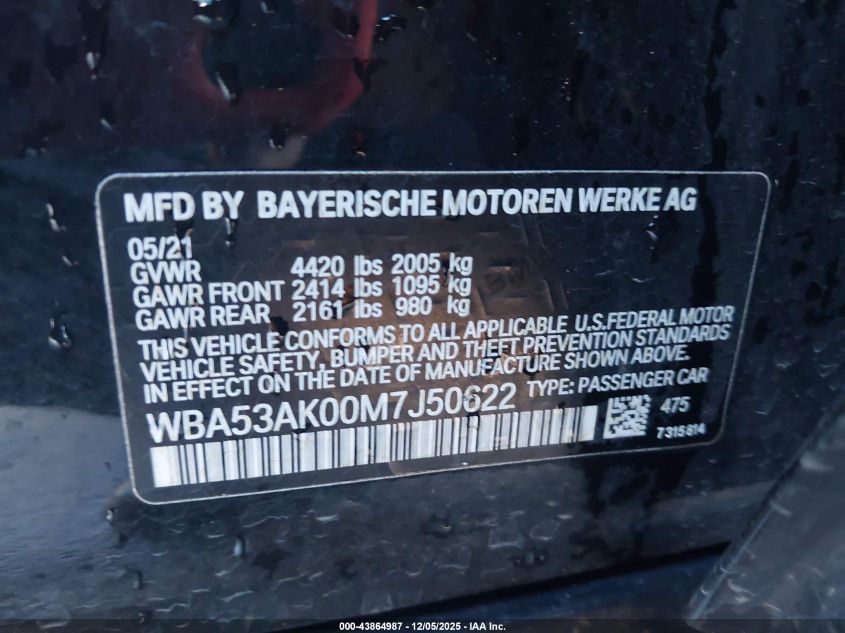 MFD BY BAYERISCHE MOTOREN WERKE AG
05/21
GVWR 4420 lbs 2005 kg
GAWR FRONT 2414 lbs 1095 kg
GAWR REAR 2161 lbs 980 kg
THIS VEHICLE CONFORMS TO ALL APPLICABLE U.S.FEDERAL MOTOR
VEHICLE SAFETY, BUMPER AND THEFT PREVENTION STANDARDS
IN EFFECT ON THE DATE OF MANUFACTURE SHOWN ABOVE.
WBA53AK00M7J50622 TYPE: PASSENGER CAR
475
7315814
000-43864987 - 12/05/2025 - IAA Inc.